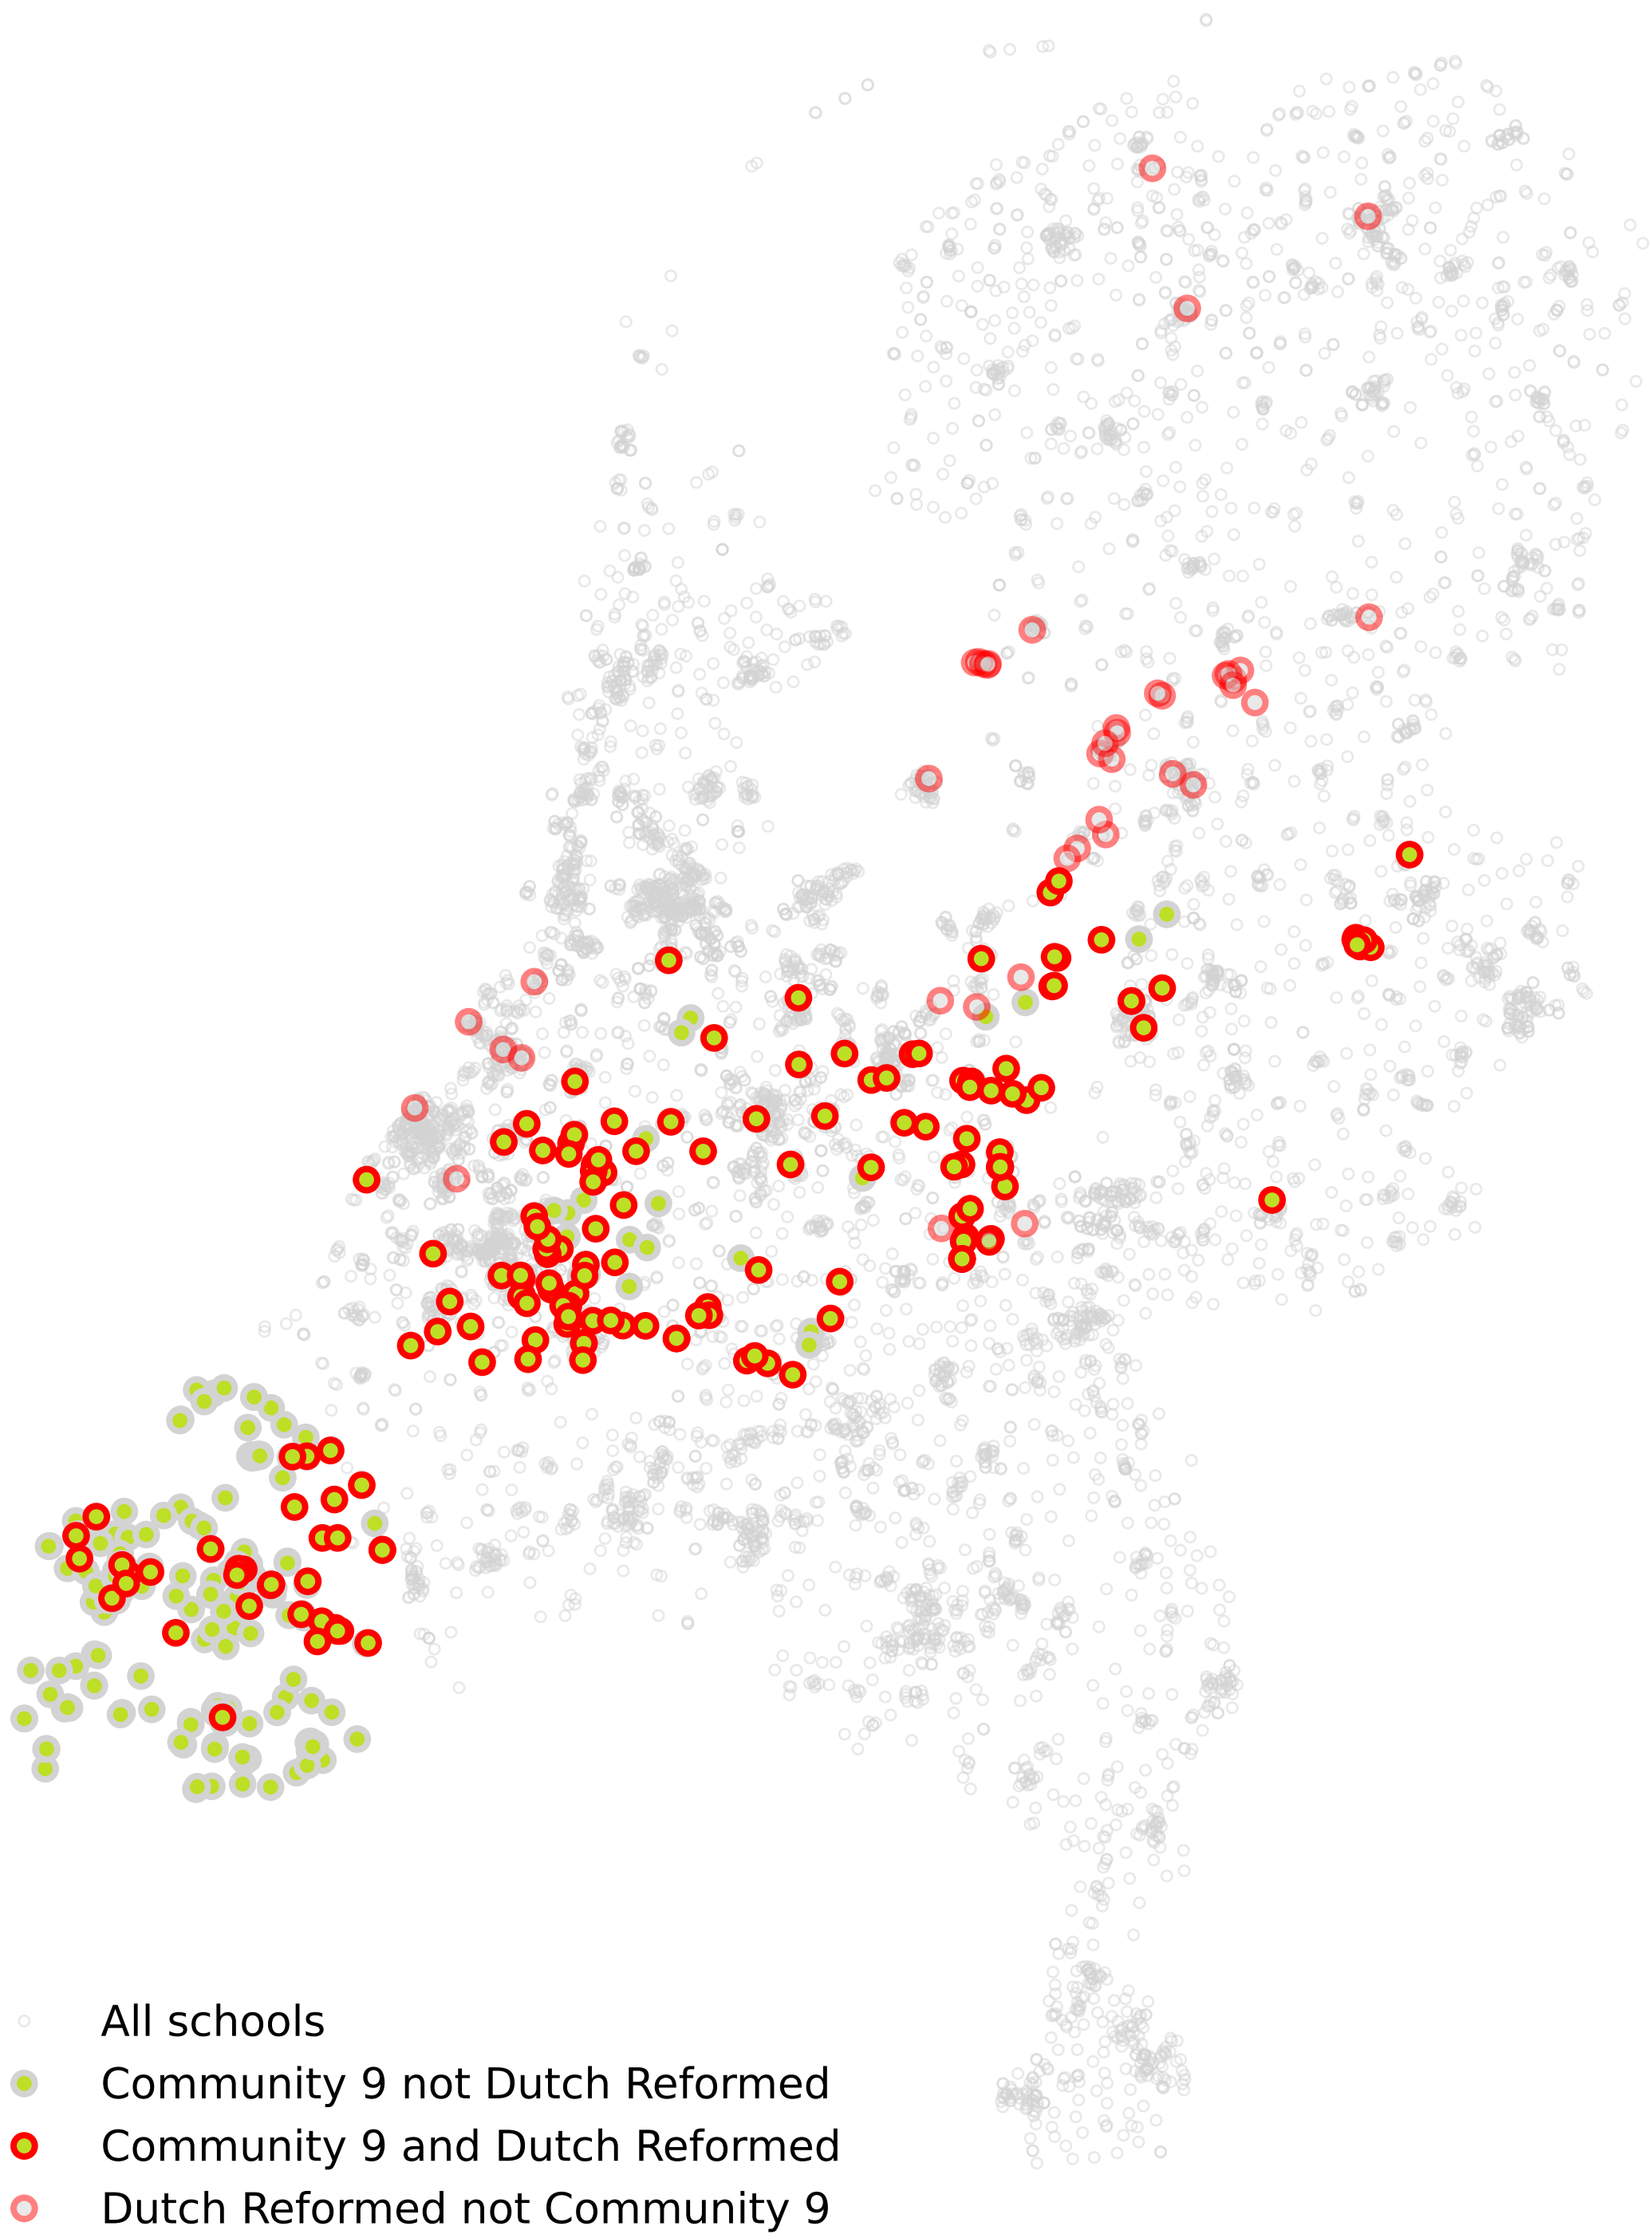 All schools
Community 9 not Dutch Reformed
Community 9 and Dutch Reformed
Dutch Reformed not Community 9